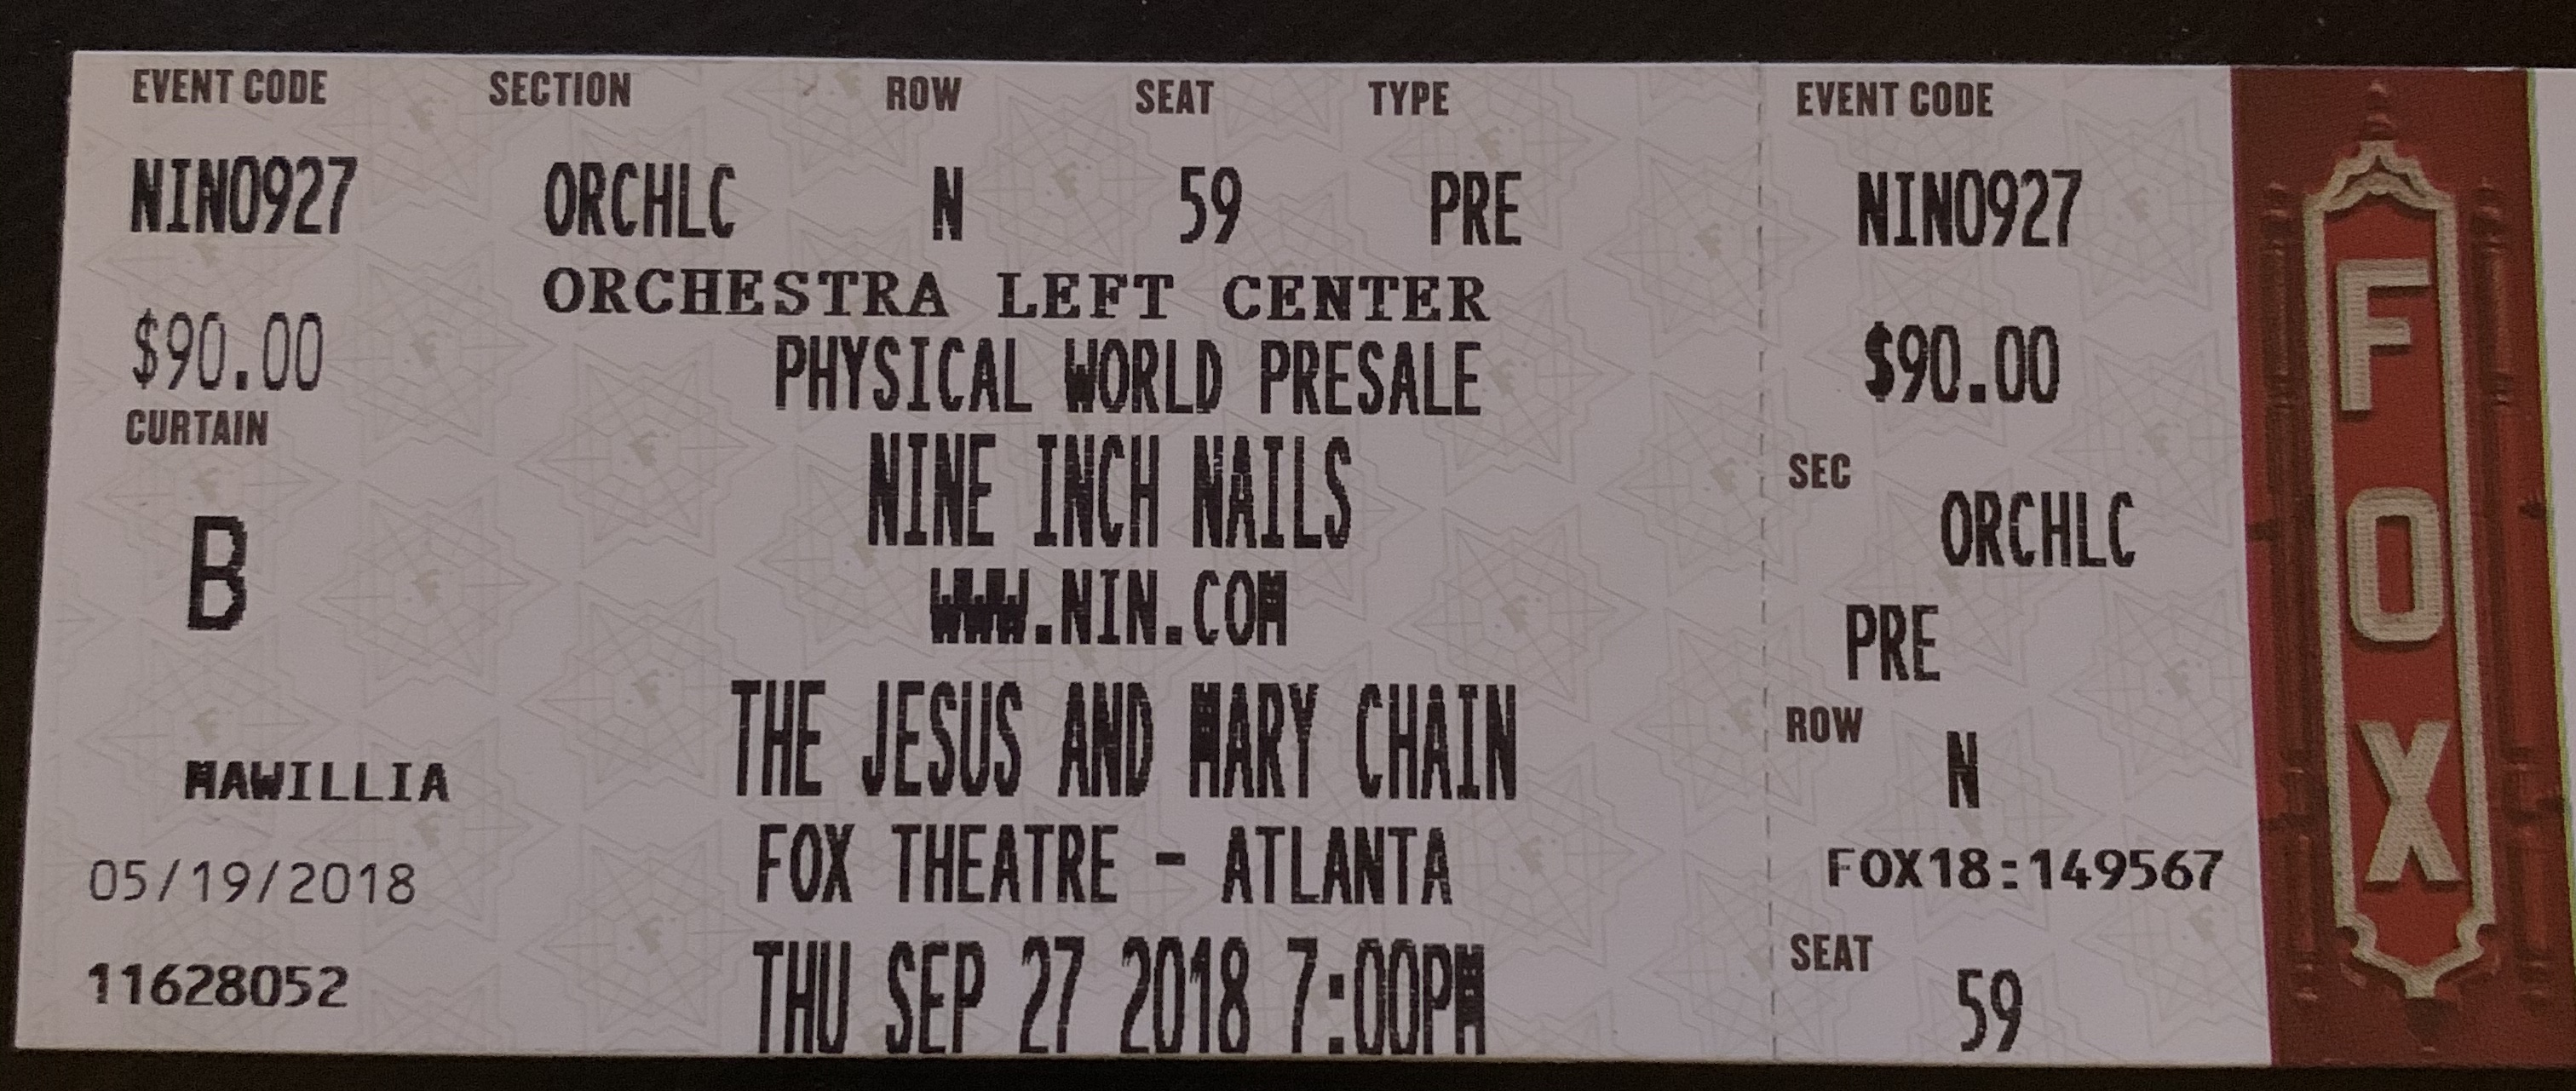 EVENT CODE SECTION ROW SEAT TYPE
NIN0927 ORCHLC N 59 PRE
ORCHESTRA LEFT CENTER
$90.00 PHYSICAL WORLD PRESALE
CURTAIN
NINE INCH NAILS
B
WWW.NIN.COM
THE JESUS AND MARY CHAIN
MAWILLIA
FOX THEATRE - ATLANTA
05/19/2018
11628052
THU SEP 27 2018 7:00PM
EVENT CODE
NIN0927
$90.00
SEC
ORCHLC
PRE
ROW
N
FOX18:149567
SEAT
59
FOX